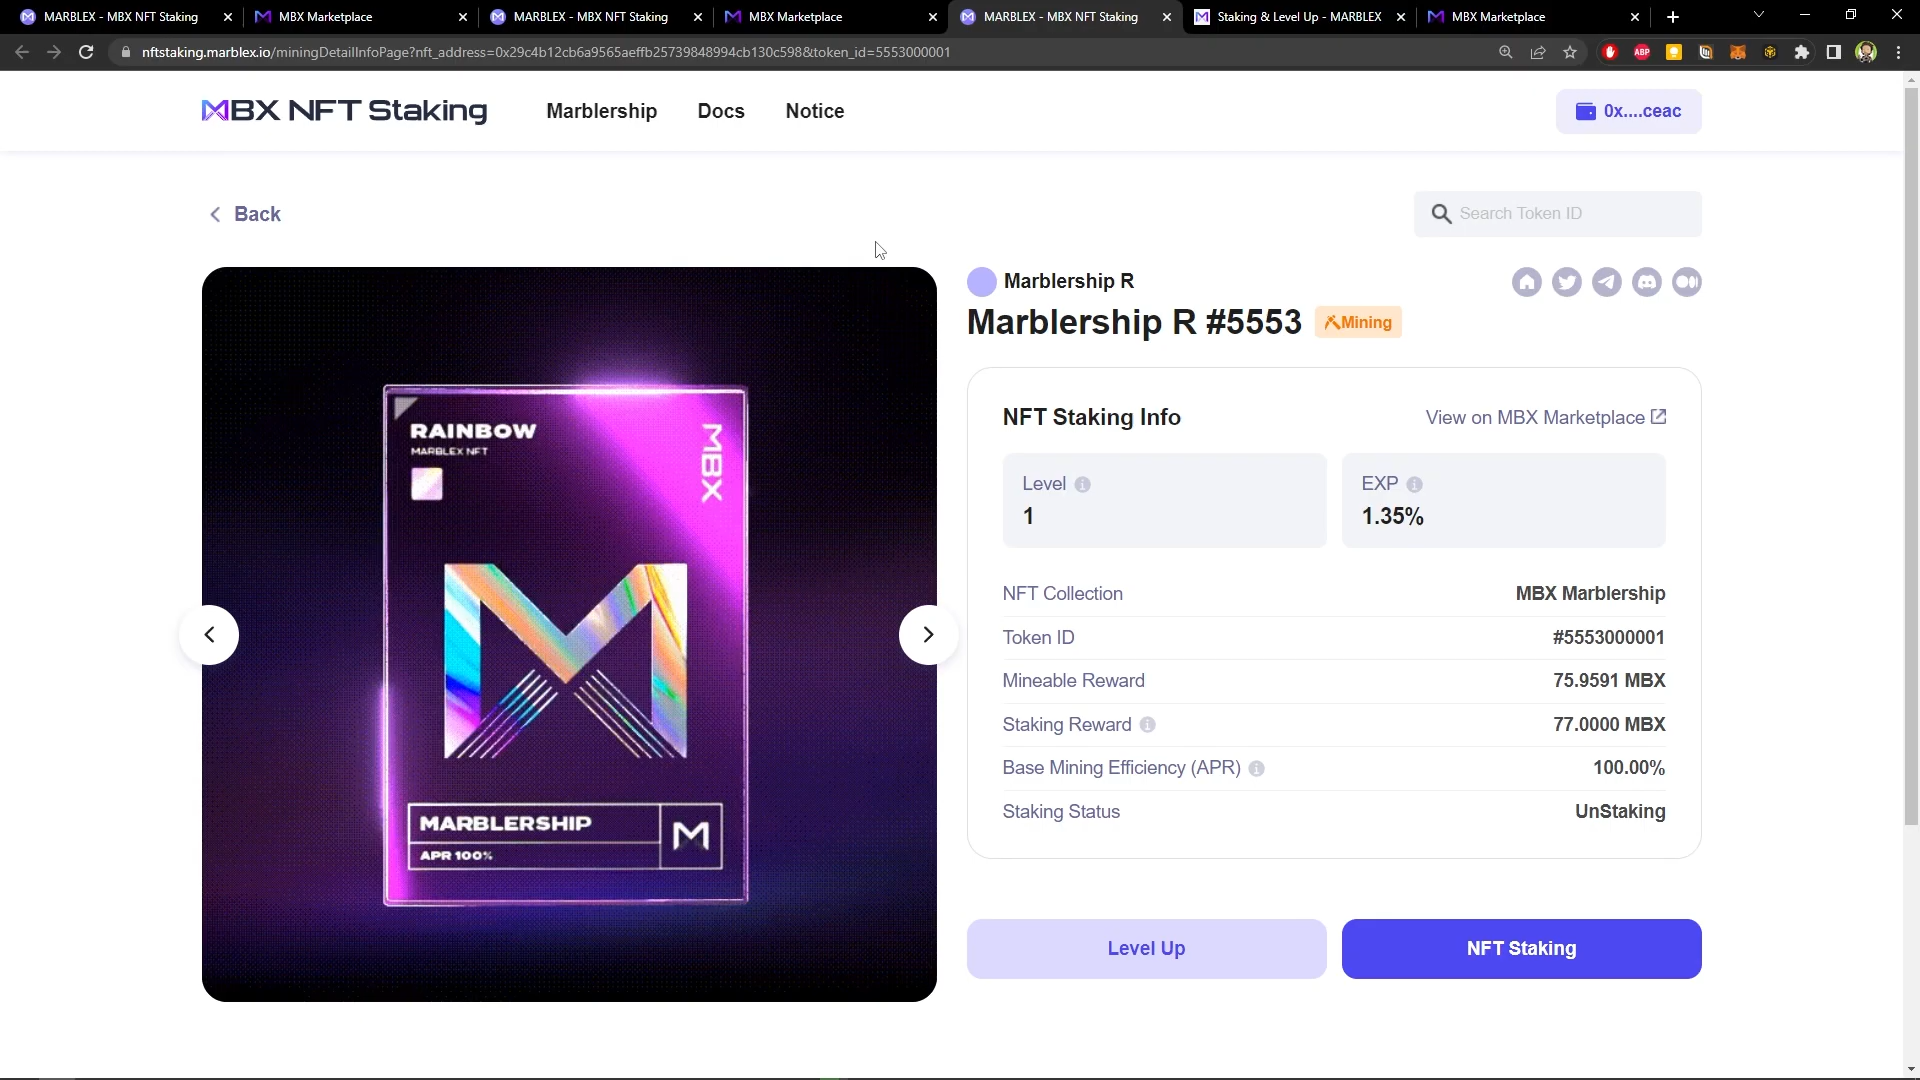 MARBLEX - MBX NFT Staking
MBX Marketplace
MARBLEX - MBX NFT Staking
MBX Marketplace
MARBLEX - MBX NFT Staking
Staking & Level Up - MARBLEX
MBX Marketplace
nftstaking.marblex.io/miningDetailInfoPage?nft_address=0x29c4b12cb6a9565aeffb25739848994cb130c598&token_id=5553000001
ABP
MBX NFT Staking
Marblership
Docs
Notice
0x....ceac
Back
Search Token ID
RAINBOW
MARBLEX NFT
MBX
MARBLERSHIP
APR 100%
Marblership R
Marblership R #5553
Mining
NFT Staking Info
View on MBX Marketplace
Level
1
EXP
1.35%
NFT Collection
MBX Marblership
Token ID
#5553000001
Mineable Reward
75.9591 MBX
Staking Reward
77.0000 MBX
Base Mining Efficiency (APR)
100.00%
Staking Status
UnStaking
Level Up
NFT Staking